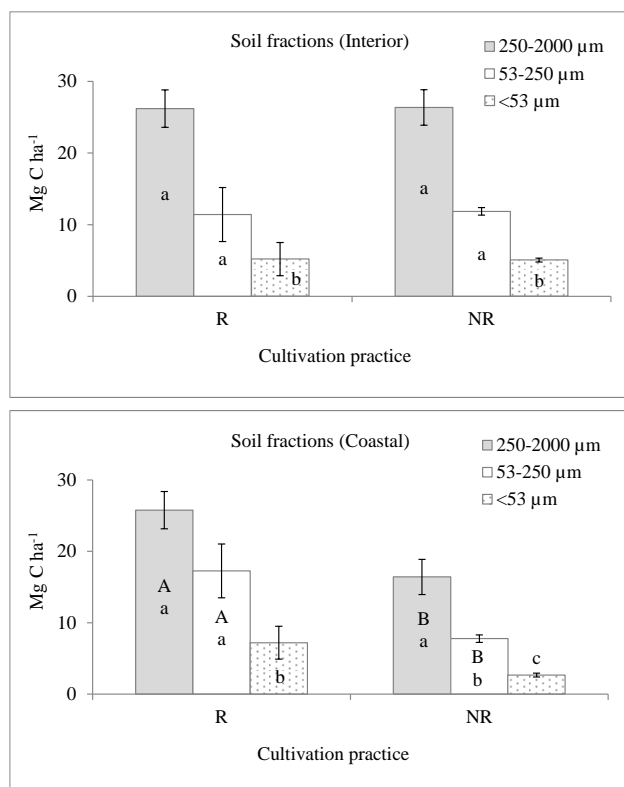 Soil fractions (Interior)
250-2000 µm
53-250 µm
<53 µm
30
20
10
0
Mg C ha⁻¹
a
a
b
a
a
b
R
NR
Cultivation practice
Soil fractions (Coastal)
250-2000 µm
53-250 µm
<53 µm
30
20
10
0
Mg C ha⁻¹
A
a
A
a
b
B
a
B
b
c
R
NR
Cultivation practice